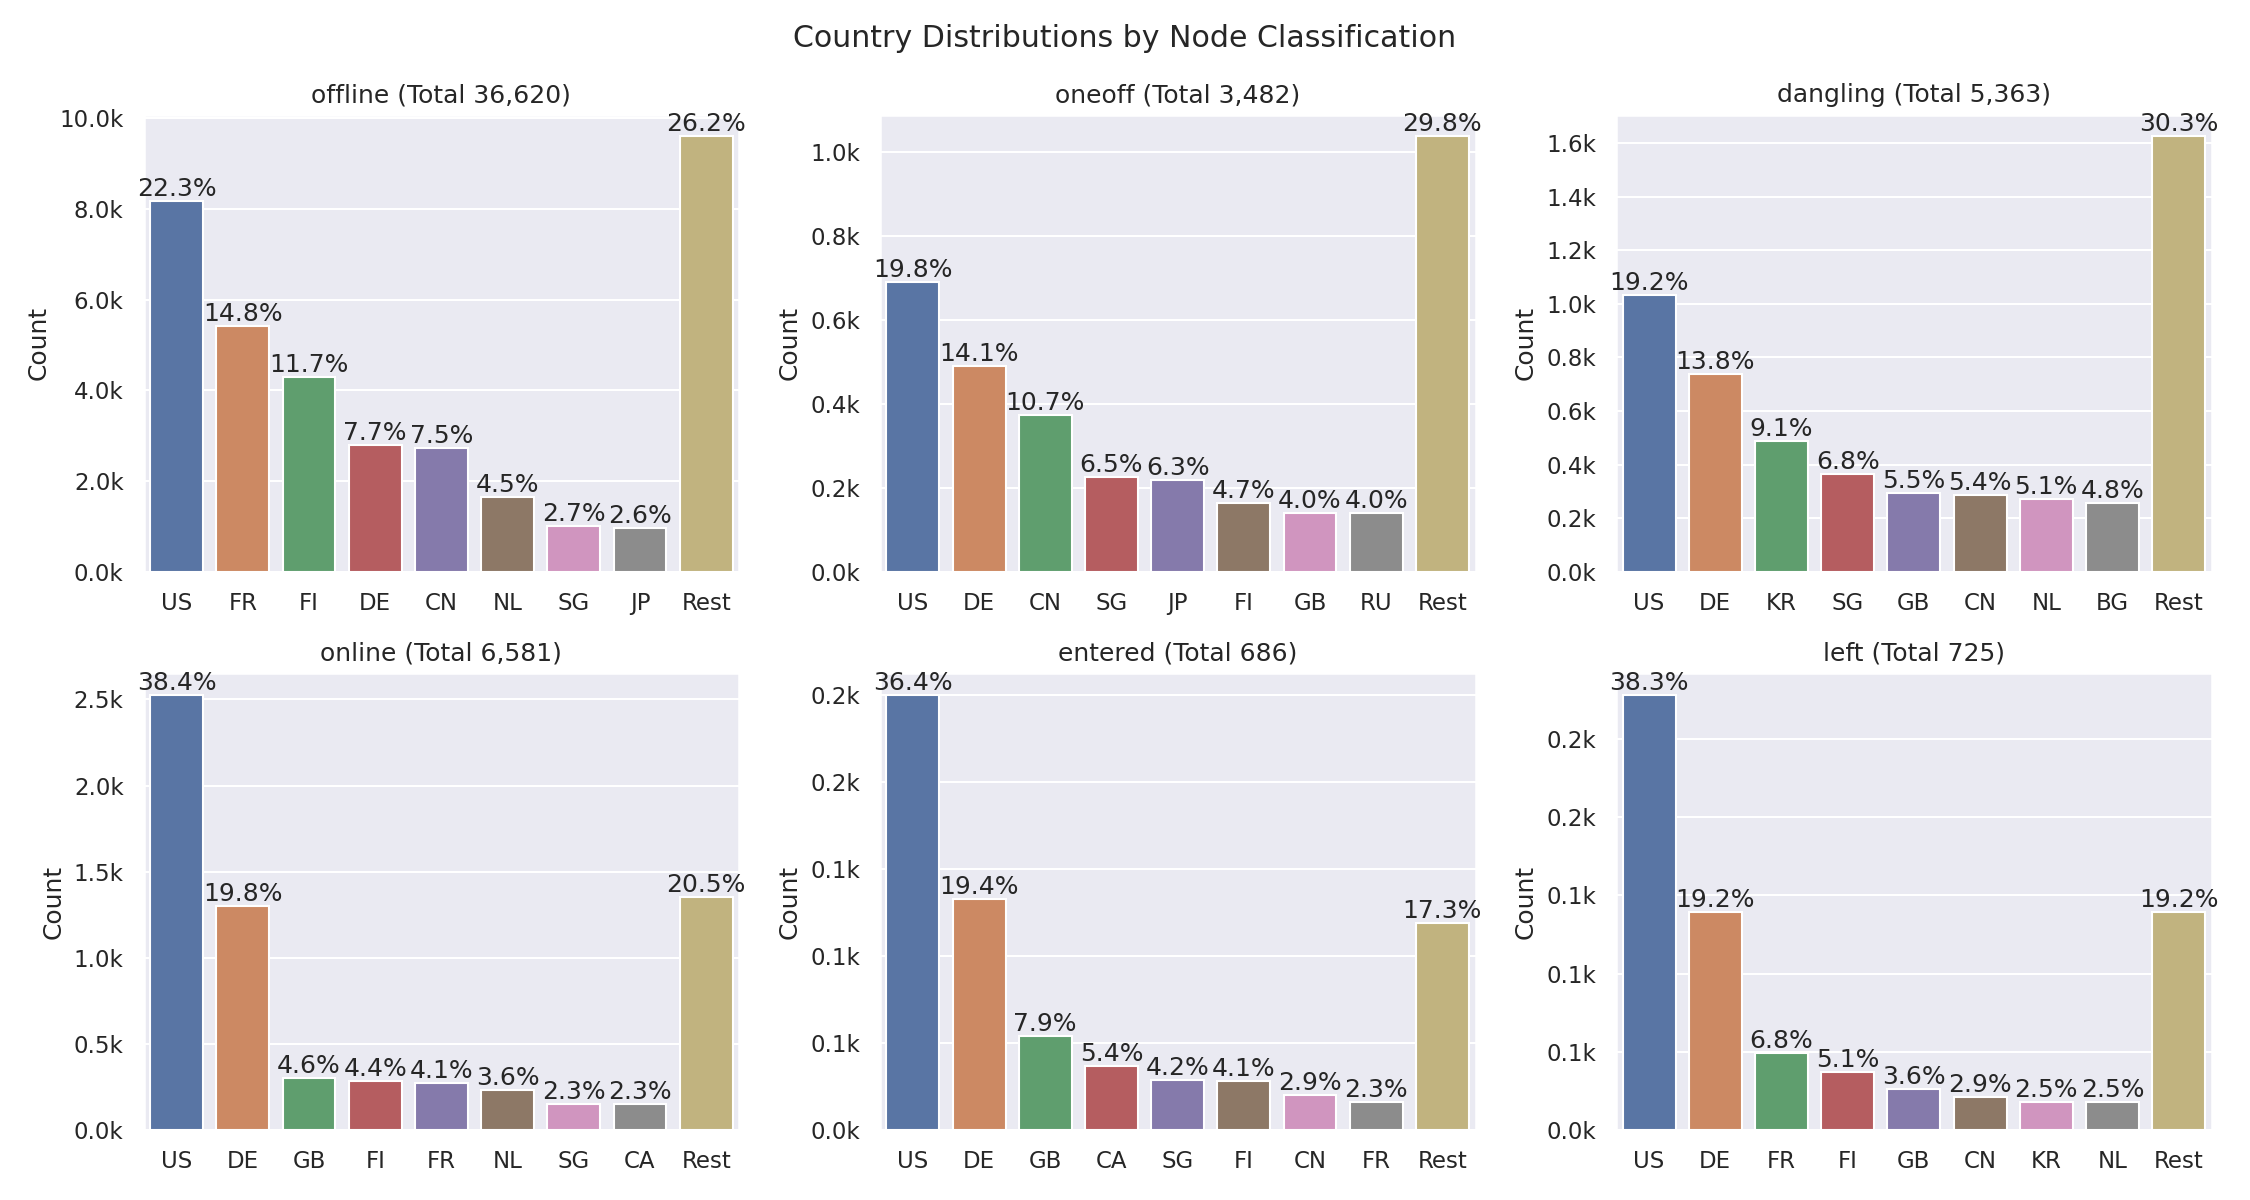 Country Distributions by Node Classification
offline (Total 36,620)
Count
10.0k
8.0k
6.0k
4.0k
2.0k
0.0k
22.3%
14.8%
11.7%
7.7%
7.5%
4.5%
2.7%
2.6%
26.2%
US FR FI DE CN NL SG JP Rest
oneoff (Total 3,482)
Count
1.0k
0.8k
0.6k
0.4k
0.2k
0.0k
19.8%
14.1%
10.7%
6.5%
6.3%
4.7%
4.0%
4.0%
29.8%
US DE CN SG JP FI GB RU Rest
dangling (Total 5,363)
Count
1.6k
1.4k
1.2k
1.0k
0.8k
0.6k
0.4k
0.2k
0.0k
19.2%
13.8%
9.1%
6.8%
5.5%
5.4%
5.1%
4.8%
30.3%
US DE KR SG GB CN NL BG Rest
online (Total 6,581)
Count
2.5k
2.0k
1.5k
1.0k
0.5k
0.0k
38.4%
19.8%
4.6%
4.4%
4.1%
3.6%
2.3%
2.3%
20.5%
US DE GB FI FR NL SG CA Rest
entered (Total 686)
Count
0.2k
0.2k
0.1k
0.1k
0.1k
0.0k
36.4%
19.4%
7.9%
5.4%
4.2%
4.1%
2.9%
2.3%
17.3%
US DE GB CA SG FI CN FR Rest
left (Total 725)
Count
0.2k
0.2k
0.1k
0.1k
0.1k
0.0k
38.3%
19.2%
6.8%
5.1%
3.6%
2.9%
2.5%
2.5%
19.2%
US DE FR FI GB CN KR NL Rest